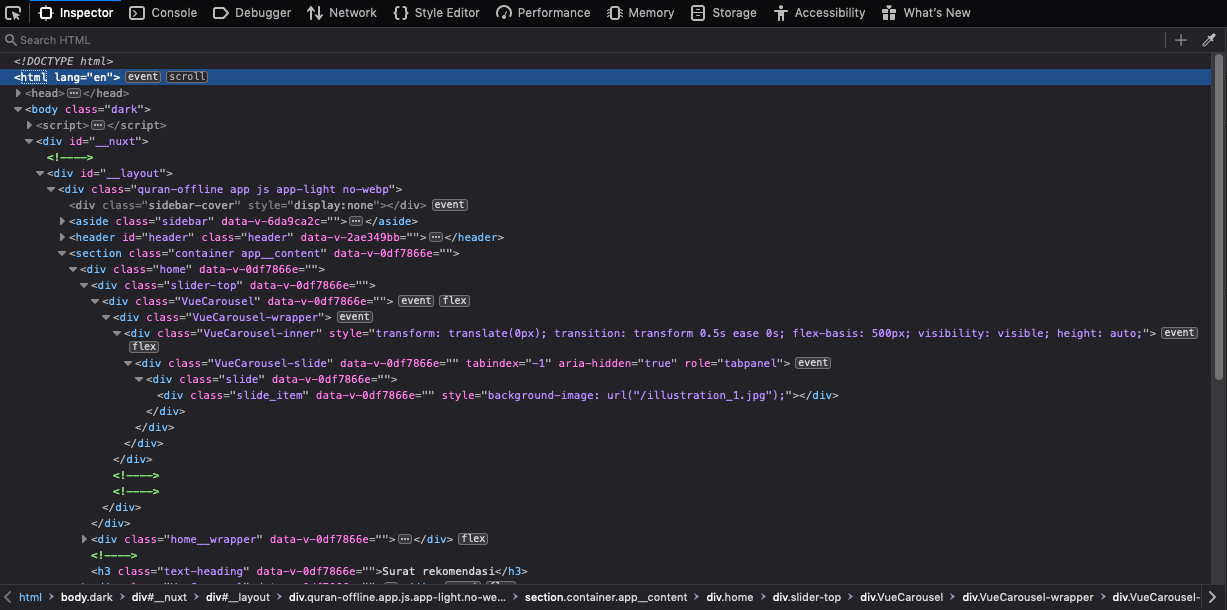 Inspector Console Debugger Network Style Editor Performance Memory Storage Accessibility What's New
Search HTML
<!DOCTYPE html>
<html lang="en"> event scroll
<head> ... </head>
<body class="dark">
<script> ... </script>
<div id="__nuxt">
<!---->
<div id="__layout">
<div class="quran-offline app js app-light no-webp">
<div class="sidebar-cover" style="display:none"></div> event
<aside class="sidebar" data-v-6da9ca2c=""> ... </aside>
<header id="header" class="header" data-v-2ae349bb=""> ... </header>
<section class="container app__content" data-v-0df7866e="">
<div class="home" data-v-0df7866e="">
<div class="slider-top" data-v-0df7866e="">
<div class="VueCarousel" data-v-0df7866e=""> event flex
<div class="VueCarousel-wrapper"> event
<div class="VueCarousel-inner" style="transform: translate(0px); transition: transform 0.5s ease 0s; flex-basis: 500px; visibility: visible; height: auto;"> event
flex
<div class="VueCarousel-slide" data-v-0df7866e="" tabindex="-1" aria-hidden="true" role="tabpanel"> event
<div class="slide" data-v-0df7866e="">
<div class="slide_item" data-v-0df7866e="" style="background-image: url("/illustration_1.jpg");"></div>
</div>
</div>
</div>
</div>
<!---->
<!---->
</div>
</div>
<div class="home__wrapper" data-v-0df7866e=""> ... </div> flex
<!---->
<h3 class="text-heading" data-v-0df7866e="">Surat rekomendasi</h3>
html > body.dark > div#__nuxt > div#__layout > div.quran-offline.app.js.app-light.no-we... > section.container.app__content > div.home > div.slider-top > div.VueCarousel > div.VueCarousel-wrapper > div.VueCarousel-